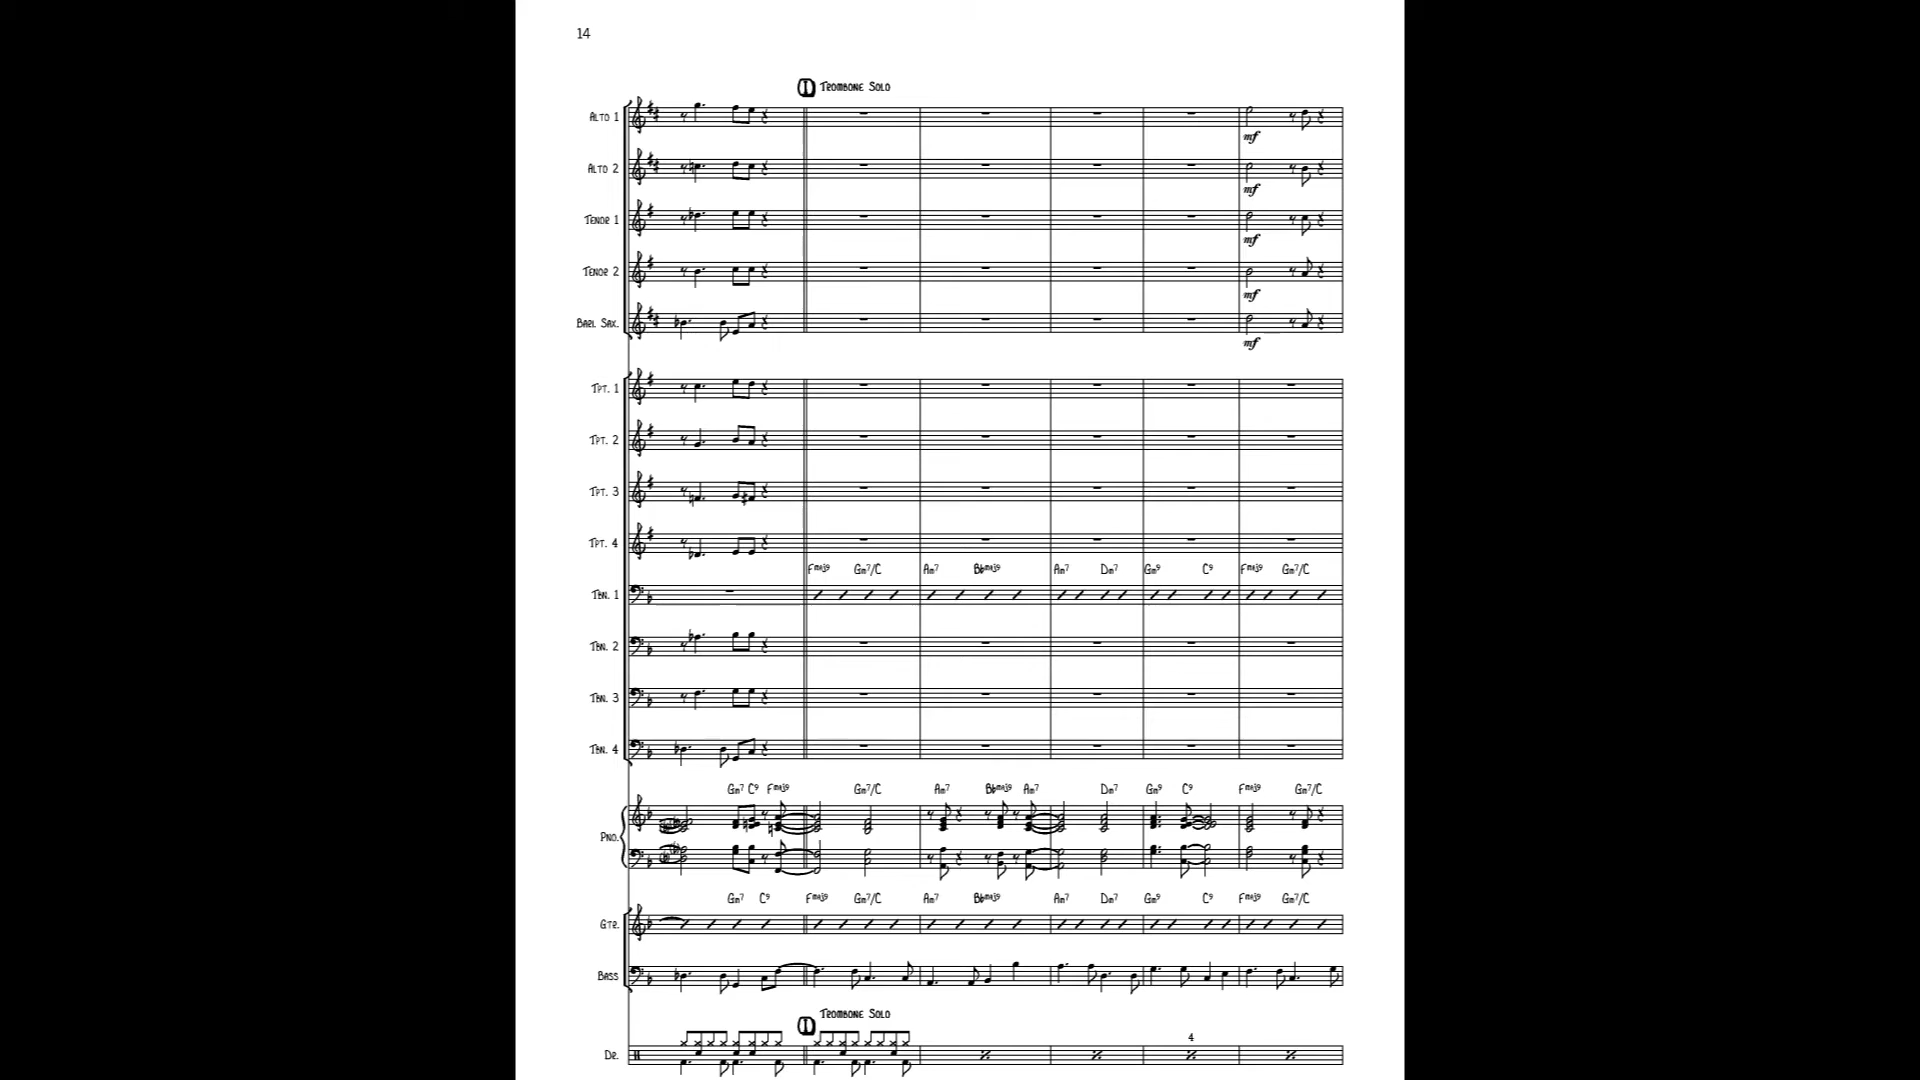 14
I TROMBONE SOLO
ALTO 1
mf
ALTO 2
mf
TENOR 1
mf
TENOR 2
mf
BARI. SAX.
mf
TPT. 1
TPT. 2
TPT. 3
TPT. 4
Fmaj9 Gm7/C Am7 Bbmaj9 Am7 Dm7 Gm9 C9 Fmaj9 Gm7/C
TBN. 1
TBN. 2
TBN. 3
TBN. 4
Gm7 C9 Fmaj9 Gm7/C Am7 Bbmaj9 Am7 Dm7 Gm9 C9 Fmaj9 Gm7/C
PNO.
Gm7 C9 Fmaj9 Gm7/C Am7 Bbmaj9 Am7 Dm7 Gm9 C9 Fmaj9 Gm7/C
GTR.
BASS
I TROMBONE SOLO
4
DR.